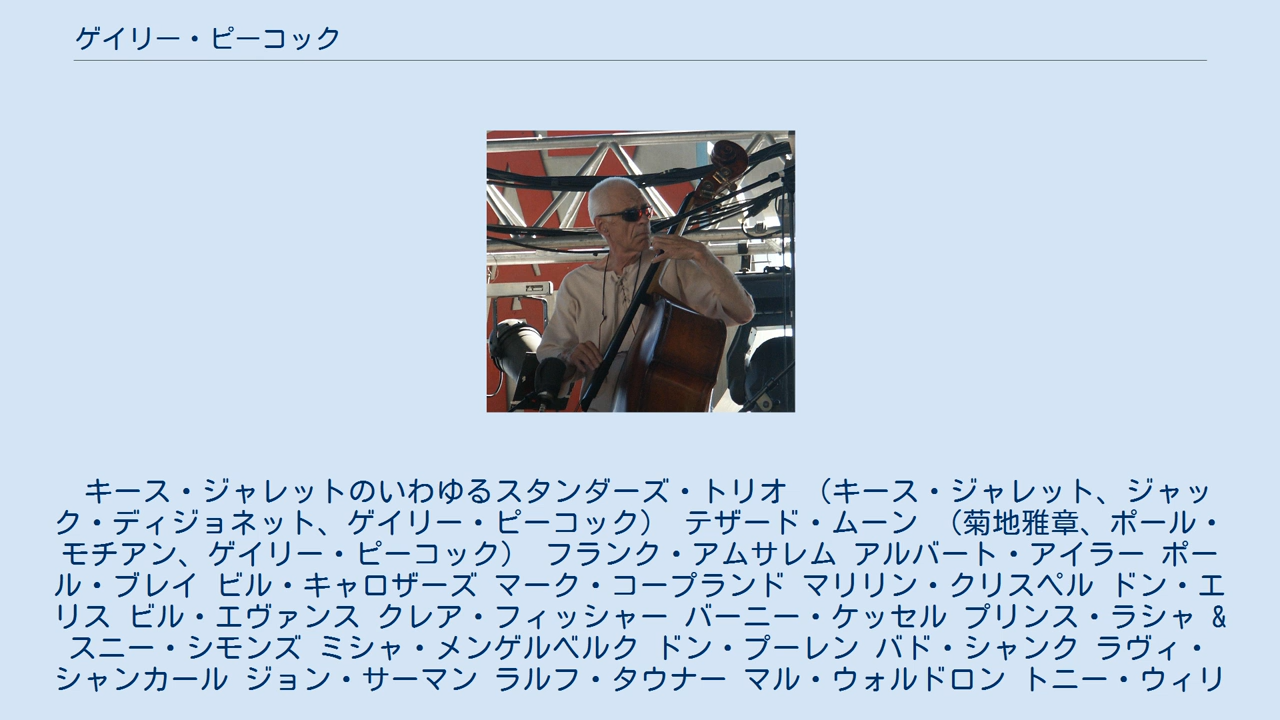 ゲイリー・ピーコック
キース・ジャレットのいわゆるスタンダーズ・トリオ （キース・ジャレット、ジャッ
ク・ディジョネット、ゲイリー・ピーコック） テザード・ムーン （菊地雅章、ポール・
モチアン、ゲイリー・ピーコック） フランク・アムサレム アルバート・アイラー ポー
ル・ブレイ ビル・キャロザーズ マーク・コープランド マリリン・クリスペル ドン・エ
リス ビル・エヴァンス クレア・フィッシャー バーニー・ケッセル プリンス・ラシャ &
スニー・シモンズ ミシャ・メンゲルベルク ドン・プーレン バド・シャンク ラヴィ・
シャンカール ジョン・サーマン ラルフ・タウナー マル・ウォルドロン トニー・ウィリ